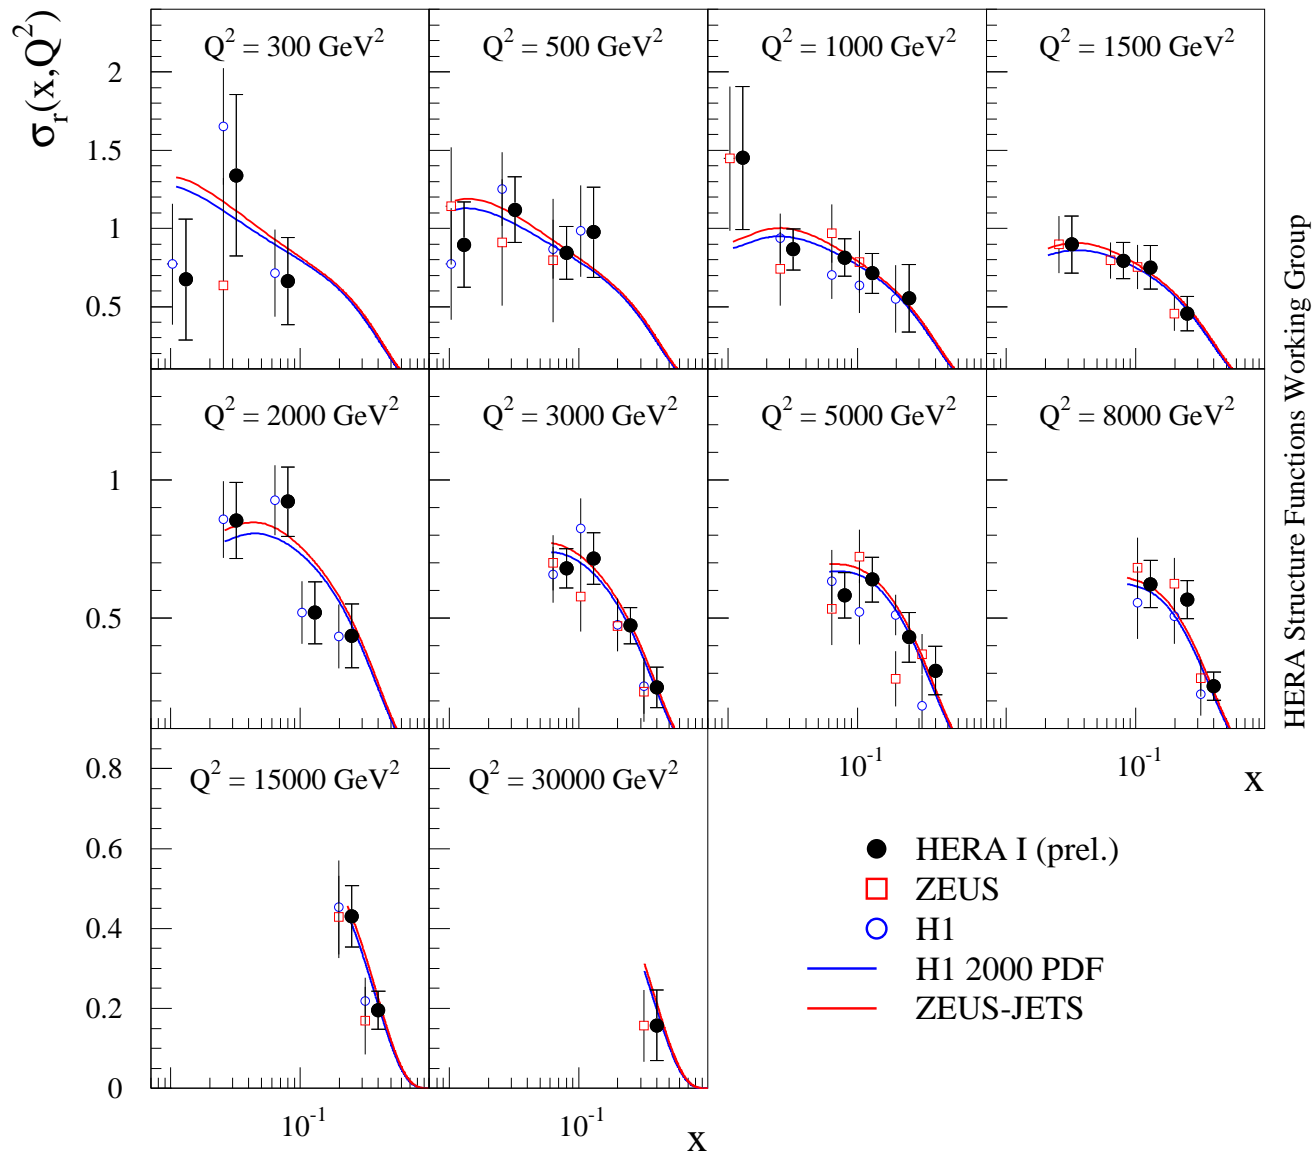 σr(x,Q²)
Q² = 300 GeV²
Q² = 500 GeV²
Q² = 1000 GeV²
Q² = 1500 GeV²
2
1.5
1
0.5
Q² = 2000 GeV²
Q² = 3000 GeV²
Q² = 5000 GeV²
Q² = 8000 GeV²
1
0.5
10⁻¹
10⁻¹
x
Q² = 15000 GeV²
Q² = 30000 GeV²
0.8
0.6
0.4
0.2
0
10⁻¹
10⁻¹
x
HERA I (prel.)
ZEUS
H1
H1 2000 PDF
ZEUS-JETS
HERA Structure Functions Working Group